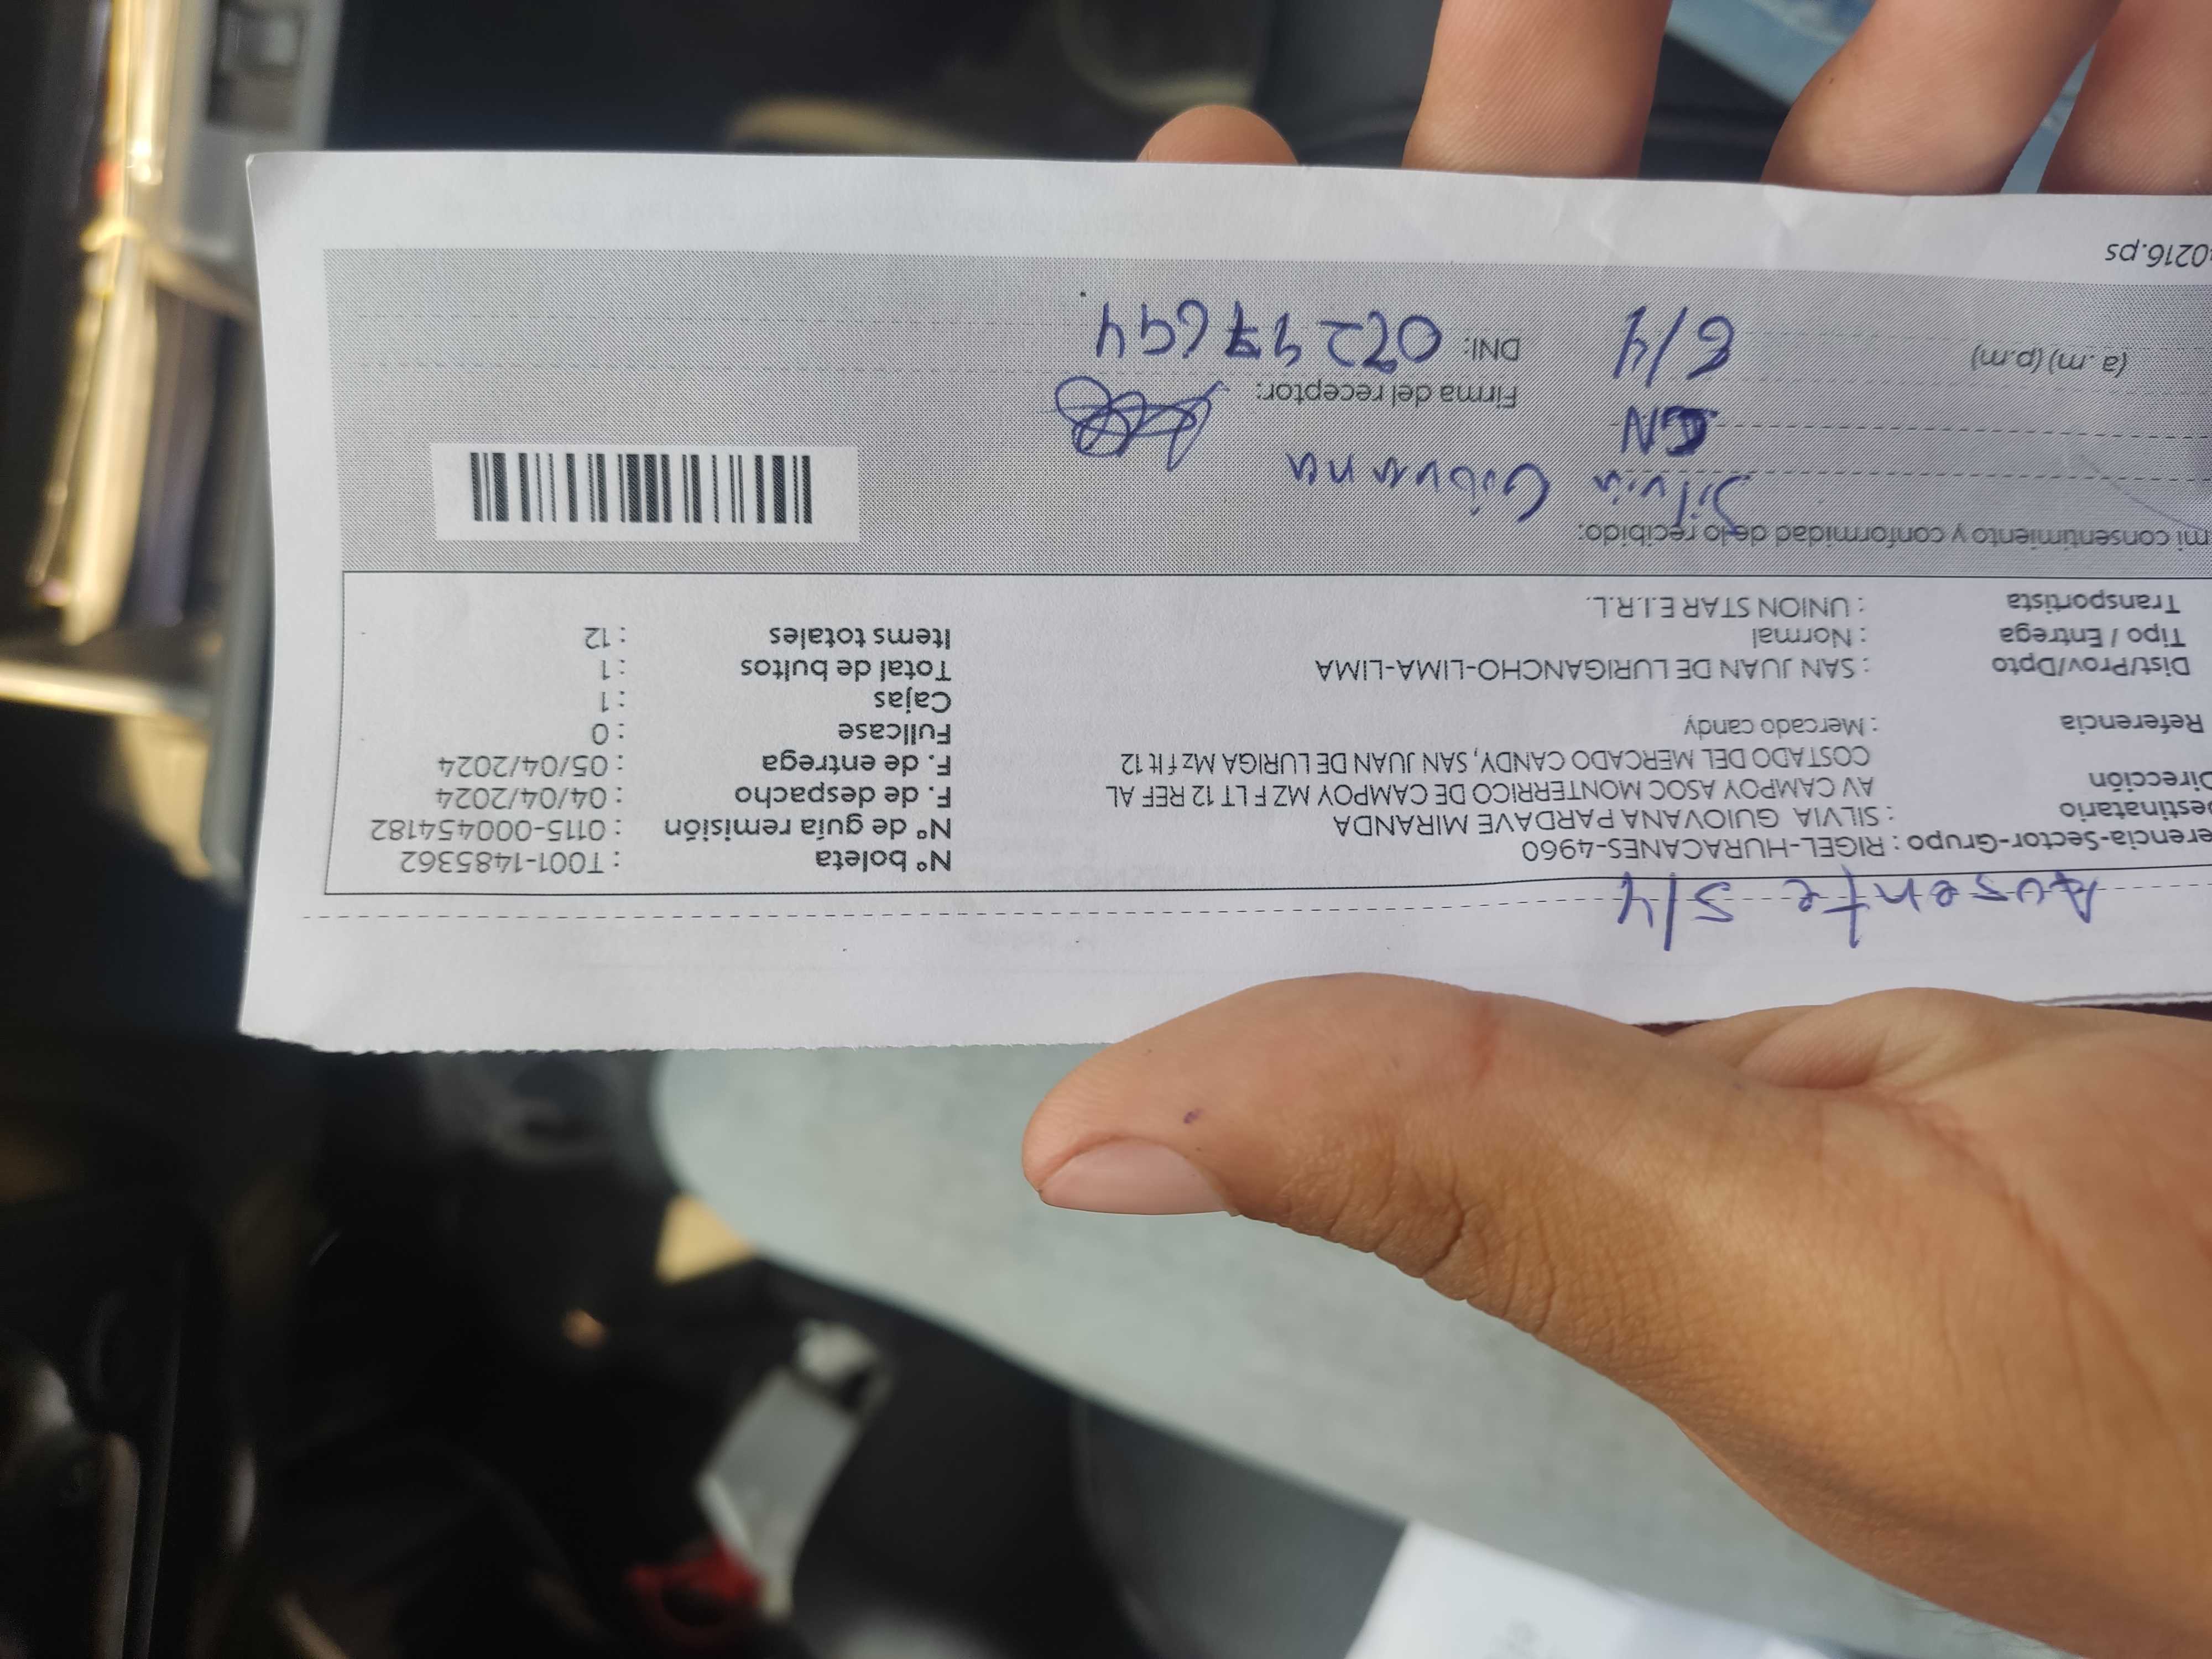 Ausente 5/4
erencia-Sector-Grupo : RIGEL-HURACANES-4960
estinatario : SILVIA GUIOVANA PARDAVE MIRANDA
Dirección AV CAMPOY ASOC MONTERRICO DE CAMPOY MZ F LT 12 REF AL
COSTADO DEL MERCADO CANDY, SAN JUAN DE LURIGA Mz f lt 12
Referencia : Mercado candy
Dist/Prov/Dpto : SAN JUAN DE LURIGANCHO-LIMA-LIMA
Tipo / Entrega : Normal
Transportista : UNION STAR E.I.R.L.
N° boleta : T001-1485362
N° de guía remisión : 0115-000454182
F. de despacho : 04/04/2024
F. de entrega : 05/04/2024
Fullcase : 0
Cajas : 1
Total de bultos : 1
Items totales : 12
mi consentimiento y conformidad de lo recibido:
Silvia Giovana
Firma del receptor:
(a. m) (p.m) 6/4
DNI:
0216.ps